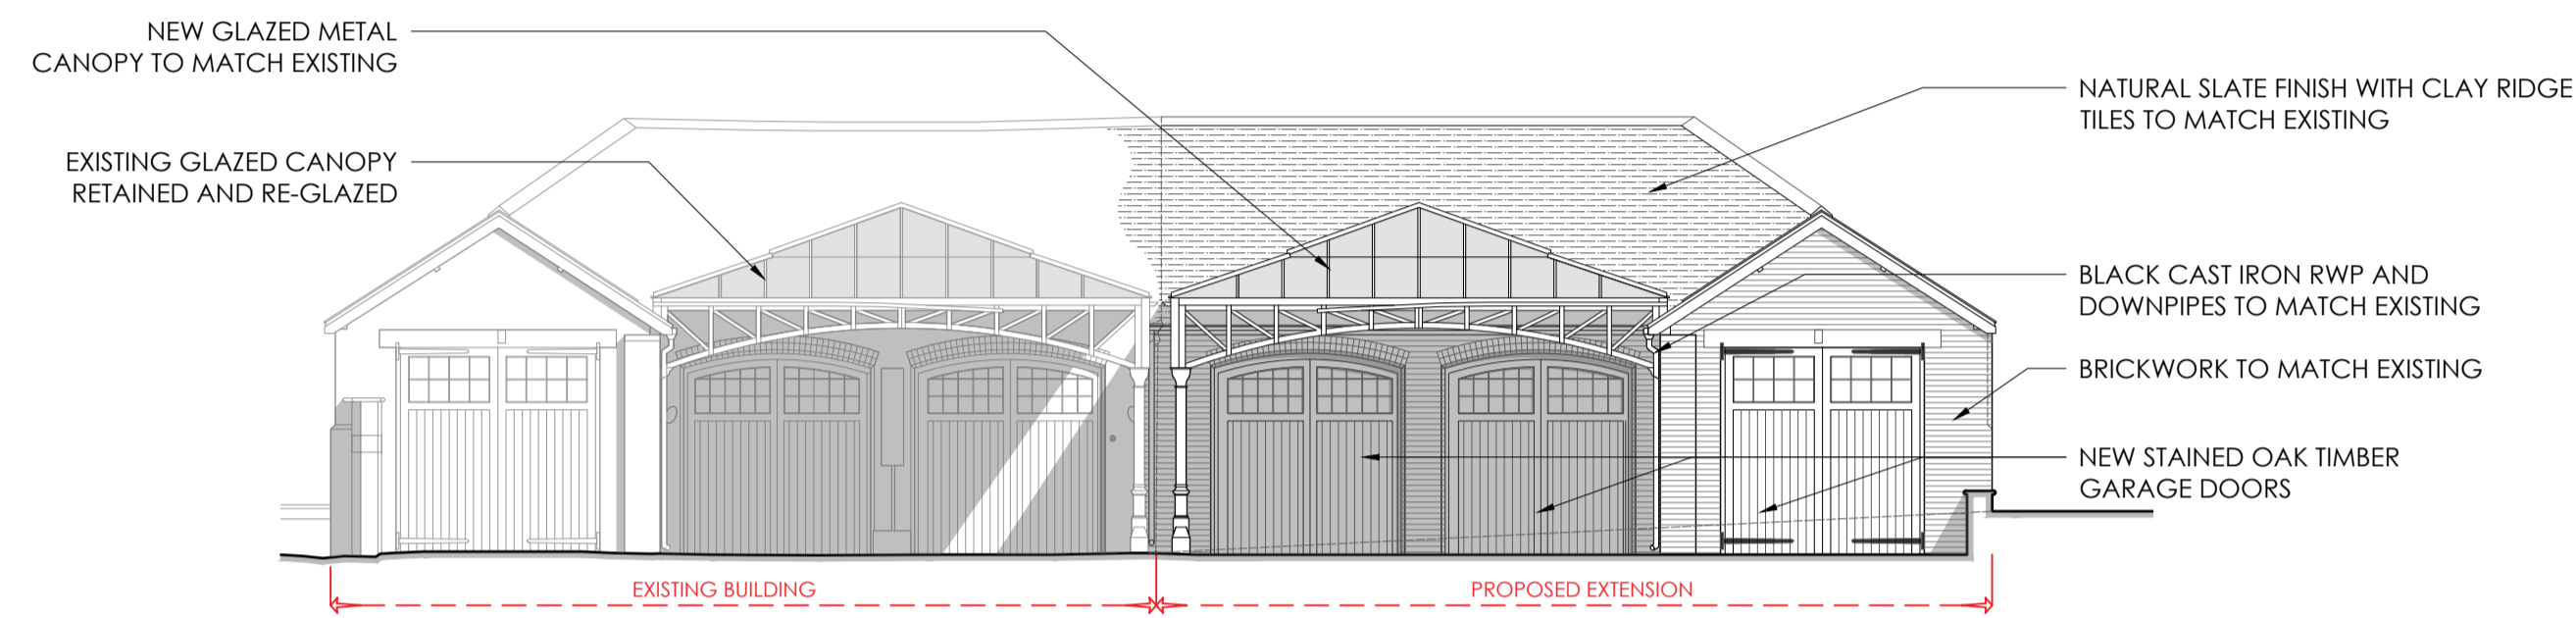 NEW GLAZED METAL
CANOPY TO MATCH EXISTING
EXISTING GLAZED CANOPY
RETAINED AND RE-GLAZED
NATURAL SLATE FINISH WITH CLAY RIDGE
TILES TO MATCH EXISTING
BLACK CAST IRON RWP AND
DOWNPIPES TO MATCH EXISTING
BRICKWORK TO MATCH EXISTING
NEW STAINED OAK TIMBER
GARAGE DOORS
EXISTING BUILDING
PROPOSED EXTENSION